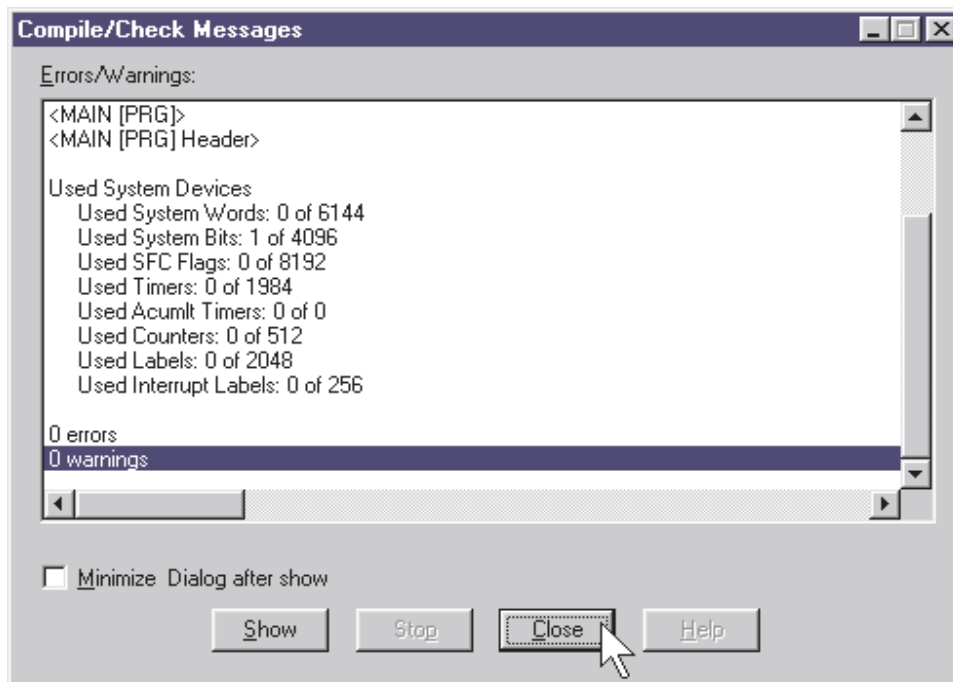 Compile/Check Messages
Errors/Warnings:
<MAIN [PRG]>
<MAIN [PRG] Header>
Used System Devices
Used System Words: 0 of 6144
Used System Bits: 1 of 4096
Used SFC Flags: 0 of 8192
Used Timers: 0 of 1984
Used Acumlt Timers: 0 of 0
Used Counters: 0 of 512
Used Labels: 0 of 2048
Used Interrupt Labels: 0 of 256
0 errors
0 warnings
Minimize Dialog after show
Show Stop Close Help